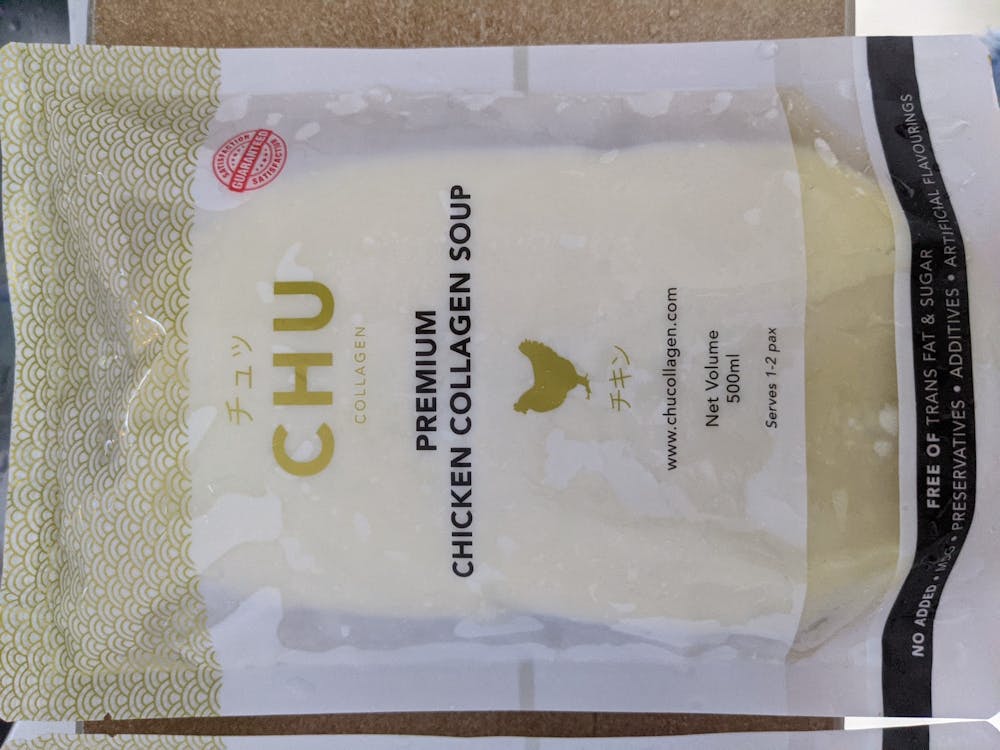 SATISFACTION
GUARANTEED
SATISFACTION
チュッ
CHU
COLLAGEN
PREMIUM
CHICKEN COLLAGEN SOUP
チキン
www.chucollagen.com
Net Volume
500ml
Serves 1-2 pax
FREE OF TRANS FAT & SUGAR
NO ADDED • MSG • PRESERVATIVES • ADDITIVES • ARTIFICIAL FLAVOURINGS